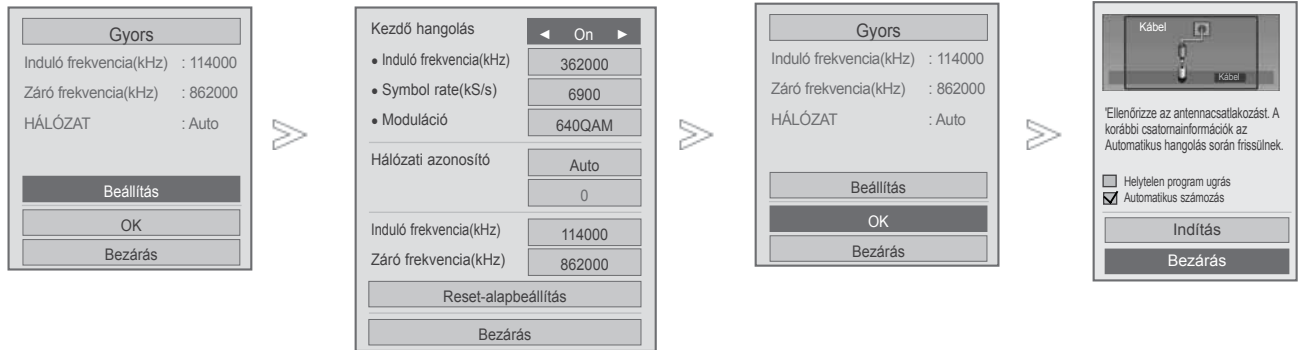 Gyors
Induló frekvencia(kHz) : 114000
Záró frekvencia(kHz) : 862000
HÁLÓZAT : Auto
Beállítás
OK
Bezárás
Kezdő hangolás ◄ On ►
• Induló frekvencia(kHz) 362000
• Symbol rate(kS/s) 6900
• Moduláció 640QAM
Hálózati azonosító Auto
0
Induló frekvencia(kHz) 114000
Záró frekvencia(kHz) 862000
Reset-alapbeállítás
Bezárás
Gyors
Induló frekvencia(kHz) : 114000
Záró frekvencia(kHz) : 862000
HÁLÓZAT : Auto
Beállítás
OK
Bezárás
Kábel
Kábel
'Ellenőrizze az antennacsatlakozást. A
korábbi csatornainformációk az
Automatikus hangolás során frissülnek.
Helytelen program ugrás
Automatikus számozás
Indítás
Bezárás